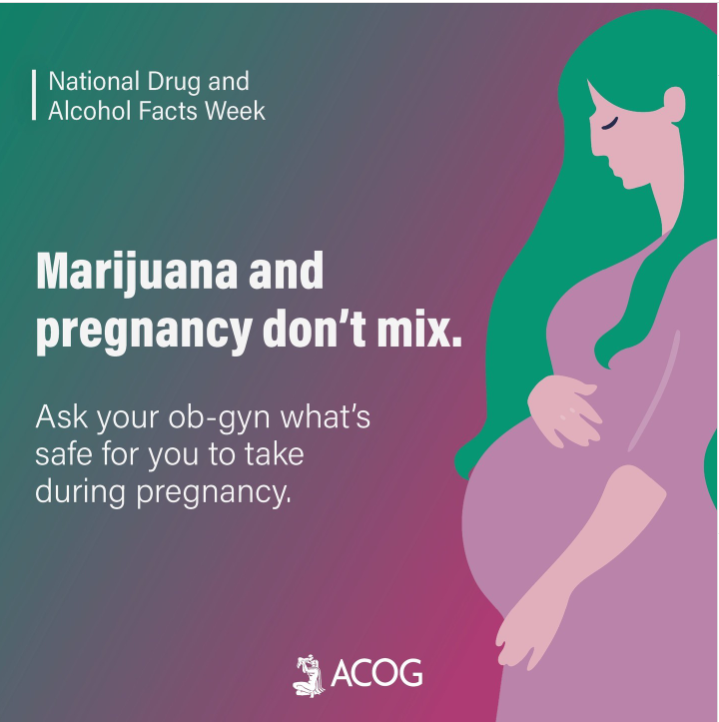 National Drug and
Alcohol Facts Week
Marijuana and
pregnancy don't mix.
Ask your ob-gyn what's
safe for you to take
during pregnancy.
ACOG